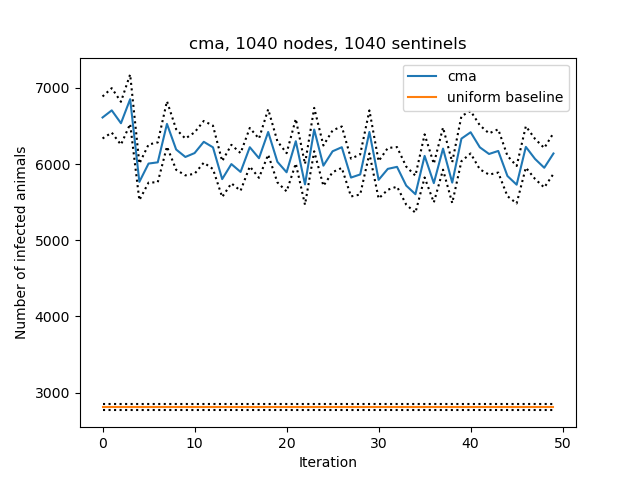 cma, 1040 nodes, 1040 sentinels
cma
uniform baseline
Number of infected animals
7000
6000
5000
4000
3000
0 10 20 30 40 50
Iteration